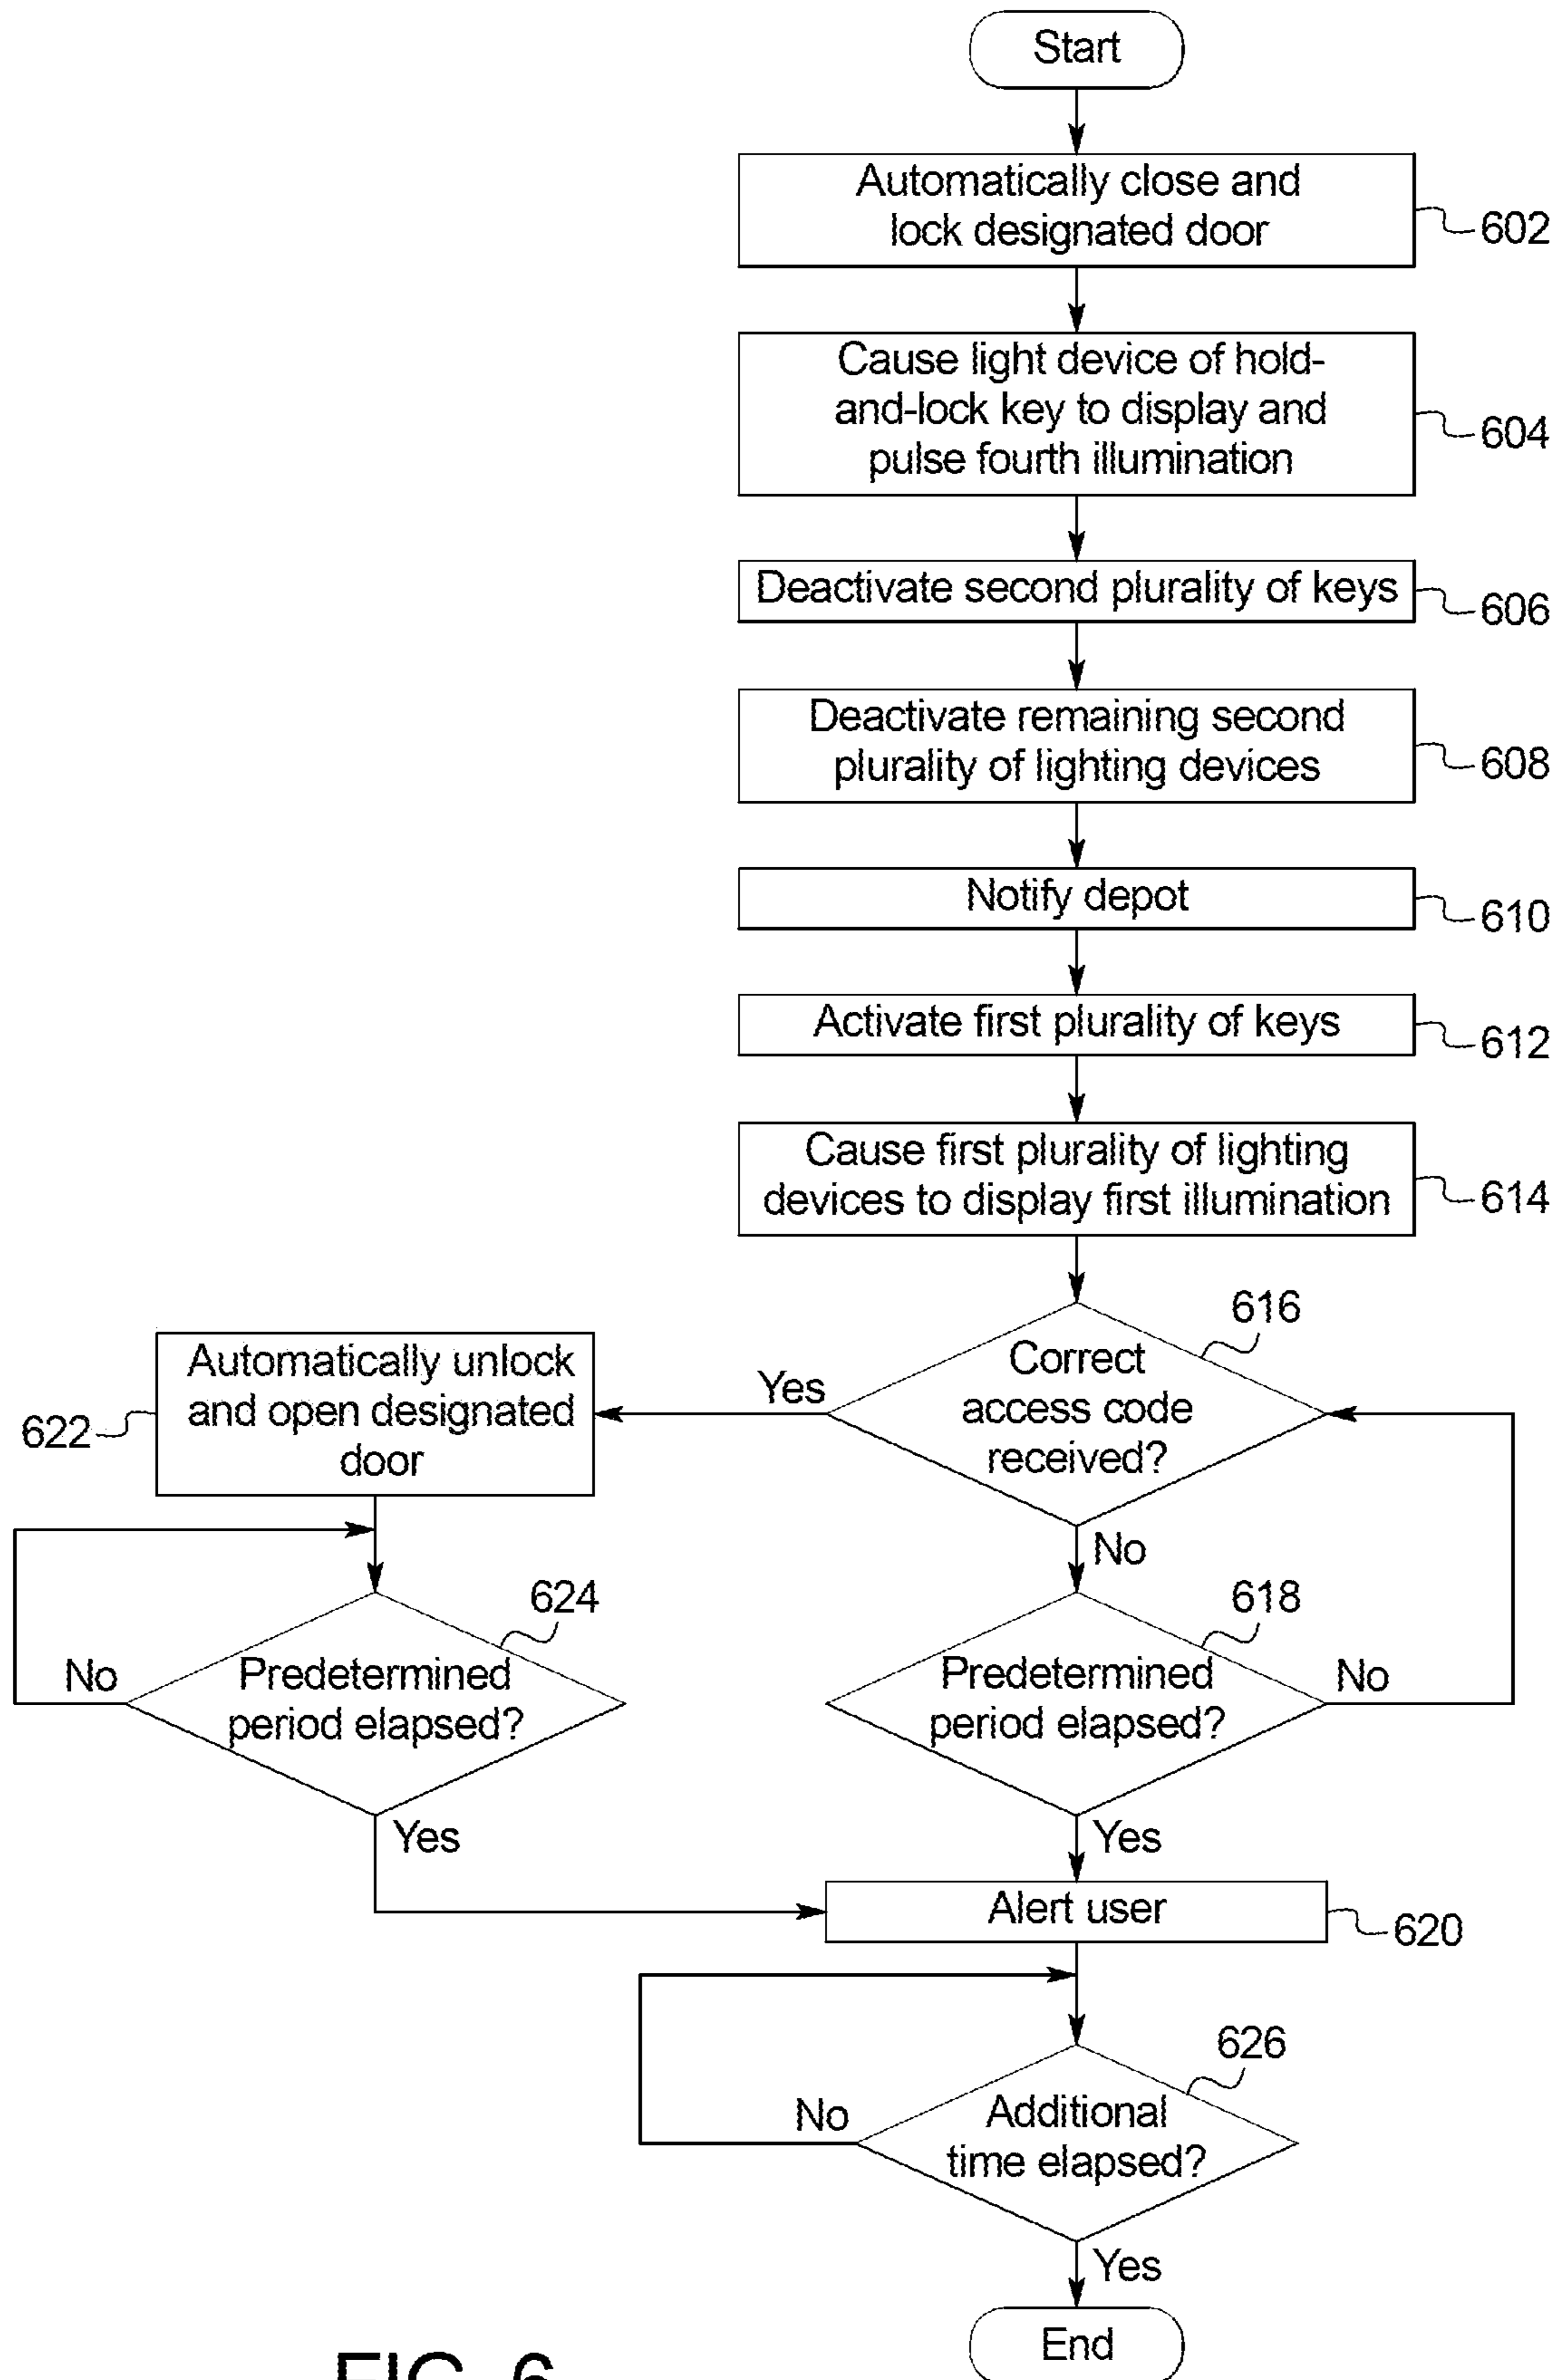 Start
Automatically close and
lock designated door
602
Cause light device of hold-
and-lock key to display and
pulse fourth illumination
604
Deactivate second plurality of keys
606
Deactivate remaining second
plurality of lighting devices
608
Notify depot
610
Activate first plurality of keys
612
Cause first plurality of lighting
devices to display first illumination
614
616
Correct
access code
received?
Yes
No
Automatically unlock
and open designated
door
622
624
Predetermined
period elapsed?
No
Yes
618
Predetermined
period elapsed?
No
Yes
Alert user
620
626
Additional
time elapsed?
No
Yes
End
FIG. 6